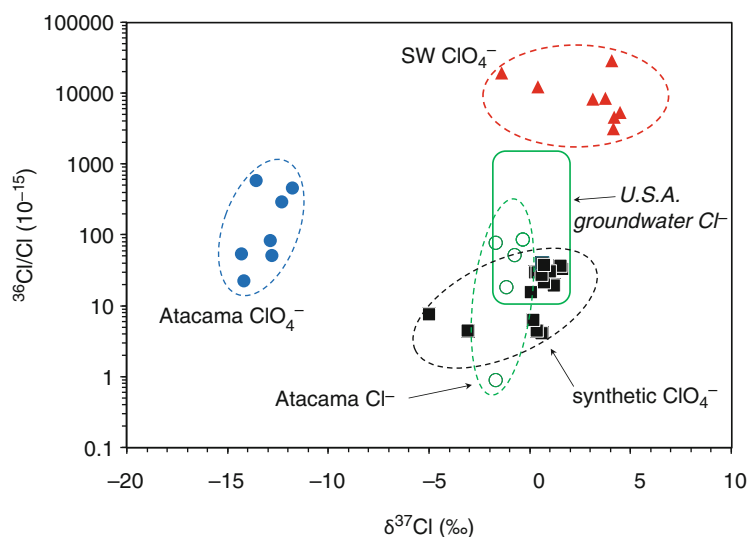 100000
10000
1000
100
10
1
0.1
³⁶Cl/Cl (10⁻¹⁵)
SW ClO₄⁻
U.S.A.
groundwater Cl⁻
Atacama ClO₄⁻
Atacama Cl⁻
synthetic ClO₄⁻
−20 −15 −10 −5 0 5 10
δ³⁷Cl (‰)